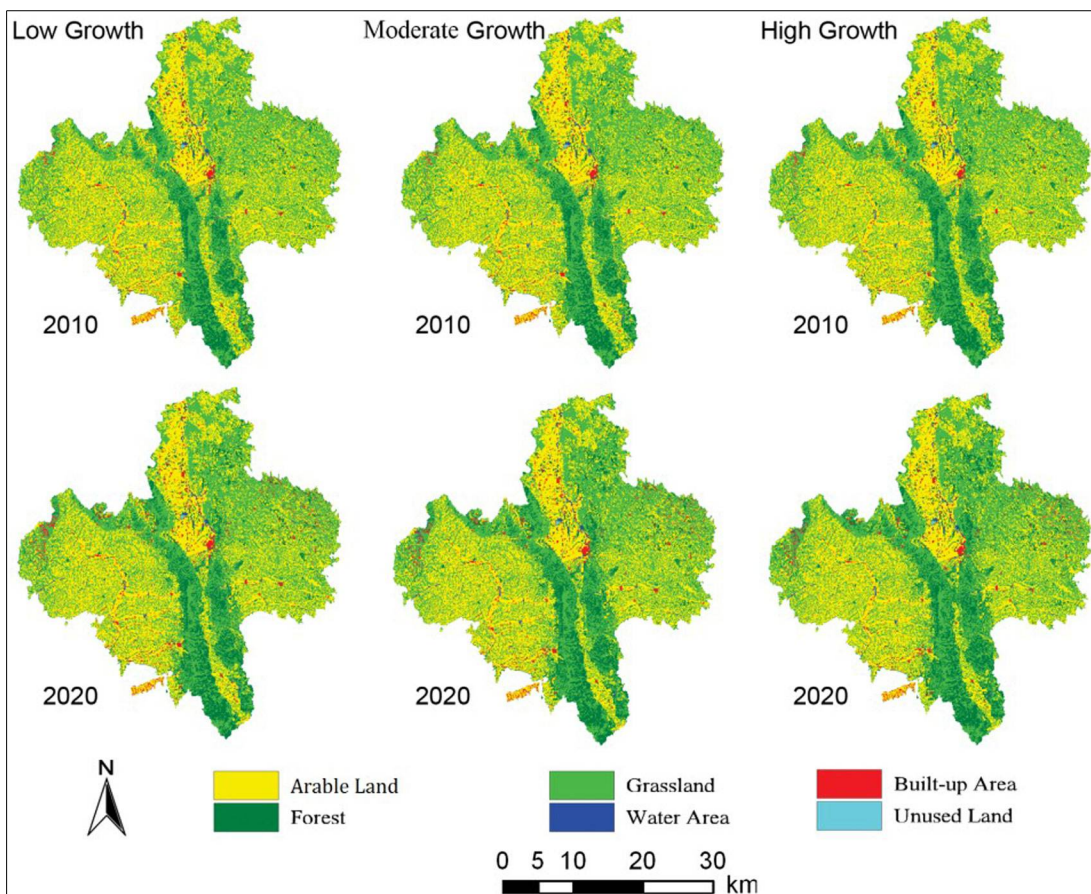 Low Growth
Moderate Growth
High Growth
2010
2010
2010
2020
2020
2020
N
Arable Land
Grassland
Built-up Area
Forest
Water Area
Unused Land
0 5 10 20 30
km